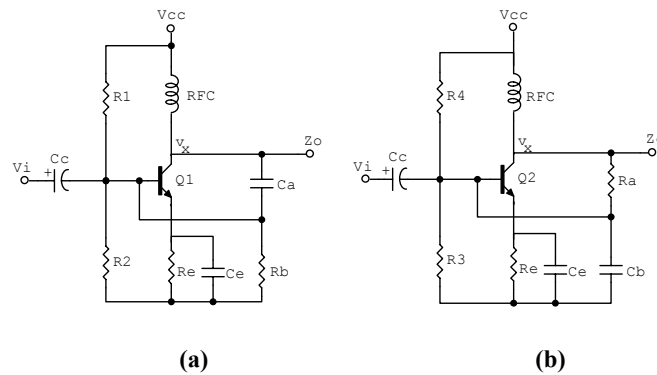 Vcc
R1
RFC
Vx
Zo
Cc
+
Vi
Q1
Ca
R2
Re
Ce
Rb
(a)
Vcc
R4
RFC
Vx
Cc
+
Vi
Q2
Ra
R3
Re
Ce
Cb
(b)